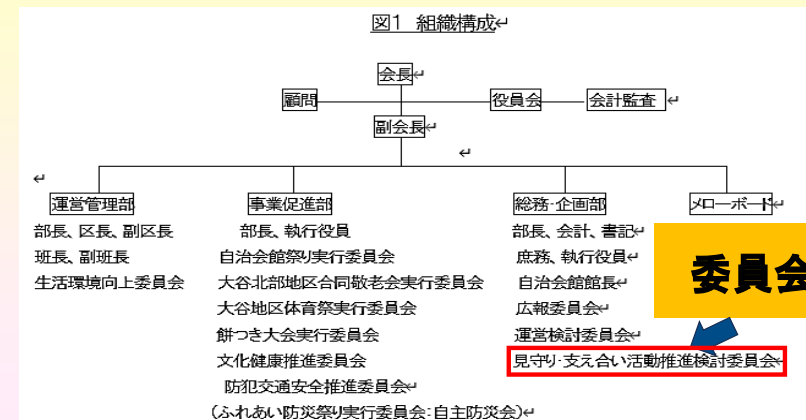 図1 組織構成
会長
顧問 役員会 会計監査
副会長
運営管理部 事業促進部 総務・企画部 メローボード
部長、区長、副区長 部長、執行役員 部長、会計、書記
班長、副班長 自治会館祭り実行委員会 庶務、執行役員
生活環境向上委員会 大谷北部地区合同敬老会実行委員会 自治会館館長
大谷地区体育祭実行委員会 広報委員会
餅つき大会実行委員会 運営検討委員会
文化健康推進委員会 見守り・支え合い活動推進検討委員会
防犯交通安全推進委員会
(ふれあい防災祭り実行委員会:自主防災会)
委員会